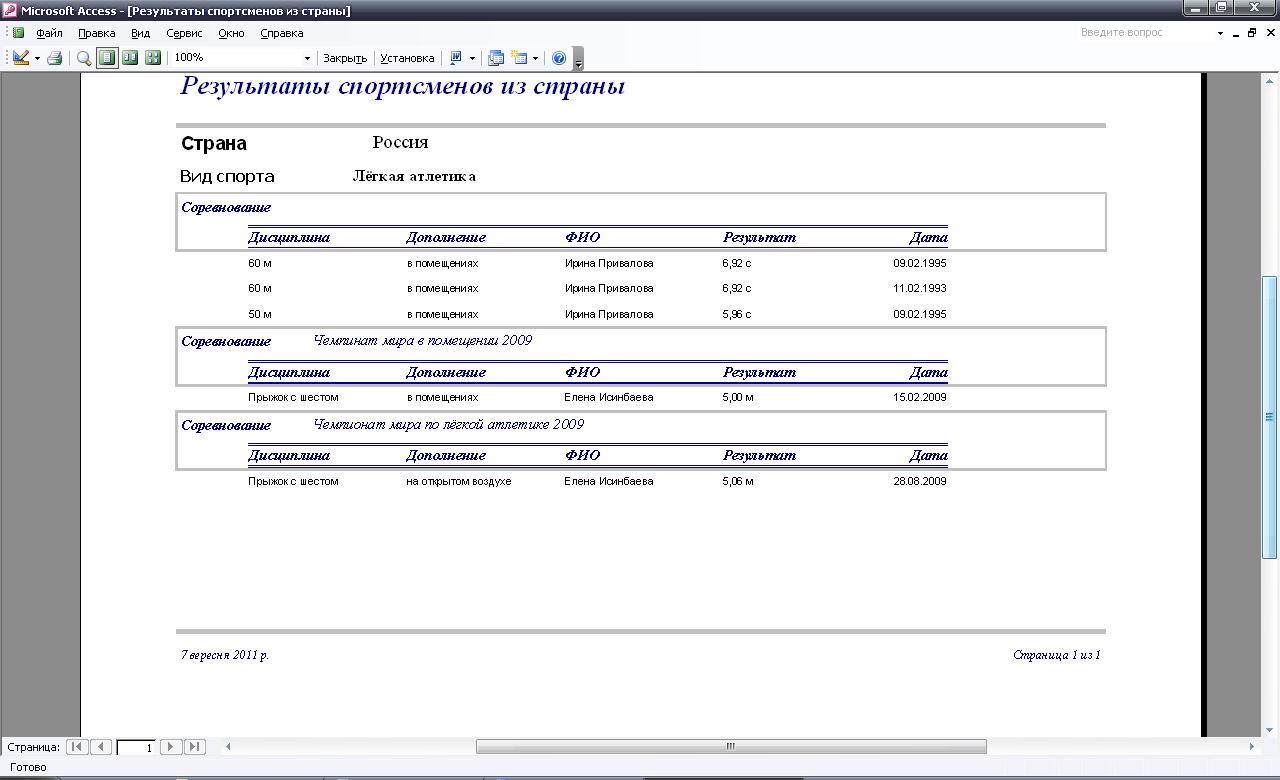 Microsoft Access - [Результаты спортсменов из страны]
Файл Правка Вид Сервис Окно Справка Введите вопрос
100% Закрыть Установка
Результаты спортсменов из страны
Страна Россия
Вид спорта Лёгкая атлетика
Соревнование
Дисциплина Дополнение ФИО Результат Дата
60 м в помещениях Ирина Привалова 6,92 с 09.02.1995
60 м в помещениях Ирина Привалова 6,92 с 11.02.1993
50 м в помещениях Ирина Привалова 5,96 с 09.02.1995
Соревнование Чемпинат мира в помещении 2009
Дисциплина Дополнение ФИО Результат Дата
Прыжок с шестом в помещениях Елена Исинбаева 5,00 м 15.02.2009
Соревнование Чемпионат мира по лёгкой атлетике 2009
Дисциплина Дополнение ФИО Результат Дата
Прыжок с шестом на открытом воздухе Елена Исинбаева 5,06 м 28.08.2009
7 вересня 2011 р. Страница 1 из 1
Страница: 1
Готово